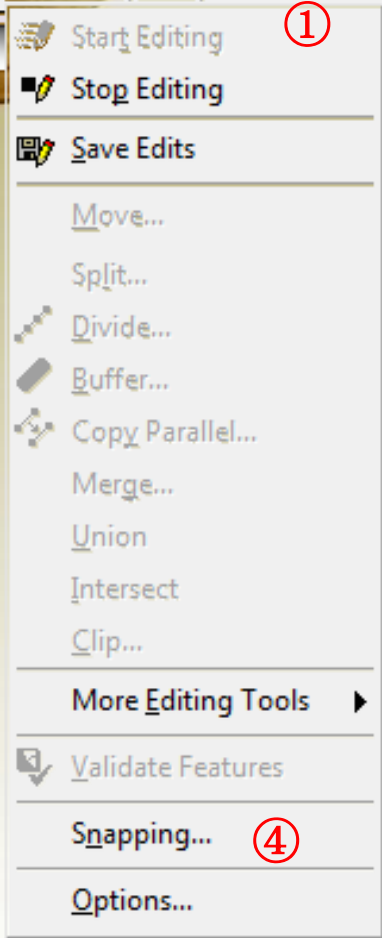 Start Editing ①
Stop Editing
Save Edits
Move...
Split...
Divide...
Buffer...
Copy Parallel...
Merge...
Union
Intersect
Clip...
More Editing Tools
Validate Features
Snapping... ④
Options...